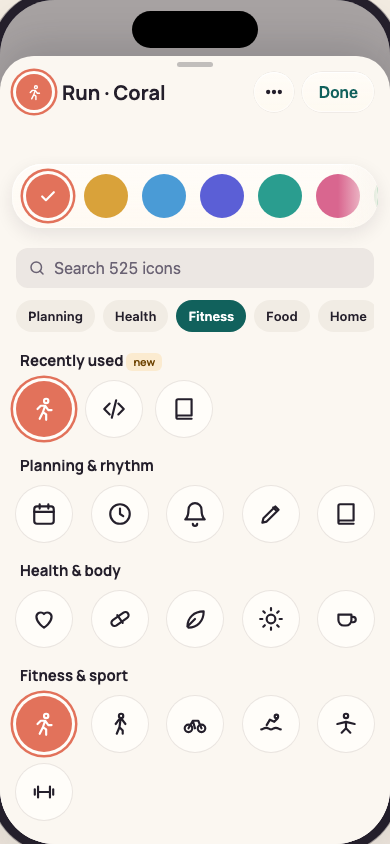 Run · Coral
Done
Search 525 icons
Planning
Health
Fitness
Food
Home
Recently used new
Planning & rhythm
Health & body
Fitness & sport